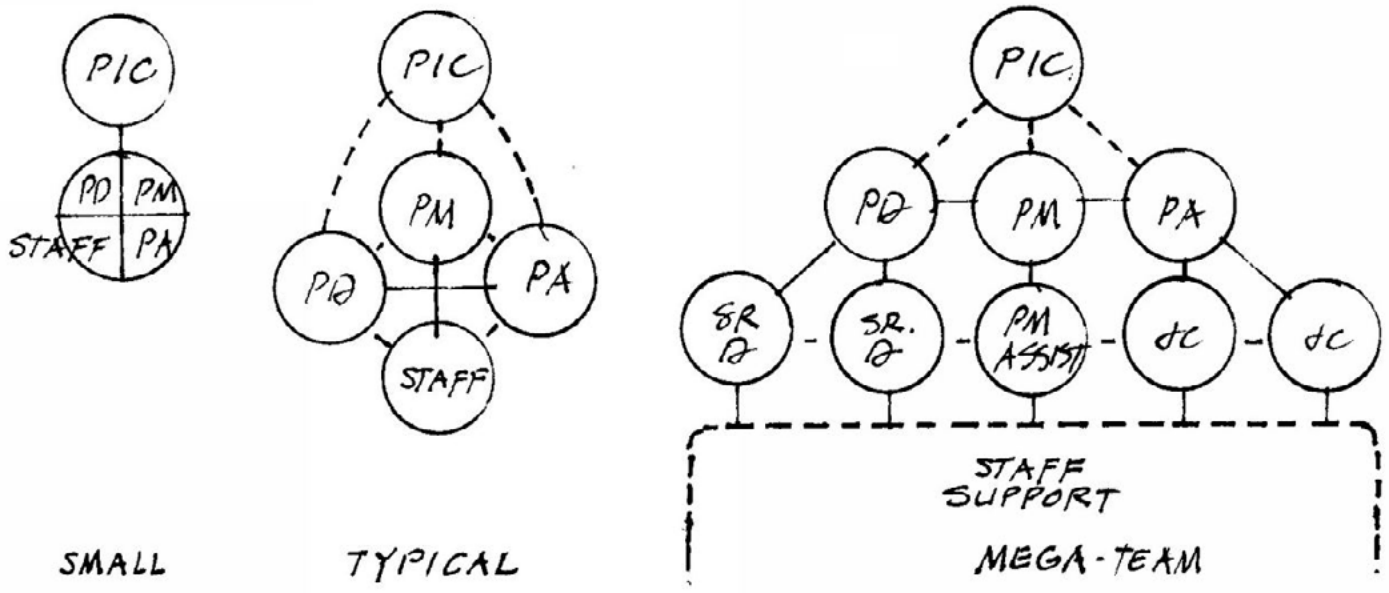 PIC
PD PM
STAFF PA
SMALL
PIC
PM
PD
PA
STAFF
TYPICAL
PIC
PD
PM
PA
SR
D
SR.
D
PM
ASSIST
JC
JC
STAFF
SUPPORT
MEGA-TEAM